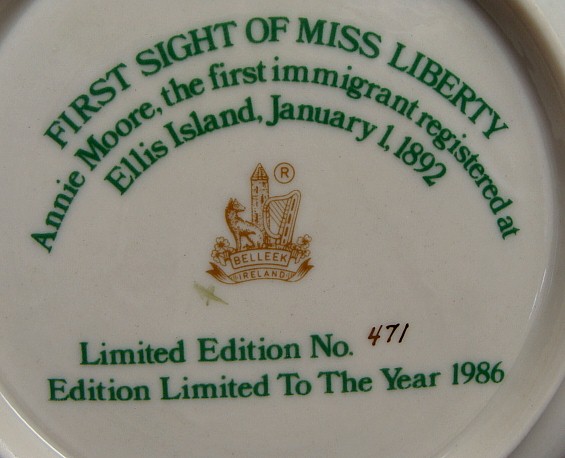 FIRST SIGHT OF MISS LIBERTY
Annie Moore, the first immigrant registered at
Ellis Island, January 1, 1892
®
BELLEEK
IRELAND
Limited Edition No. 471
Edition Limited To The Year 1986